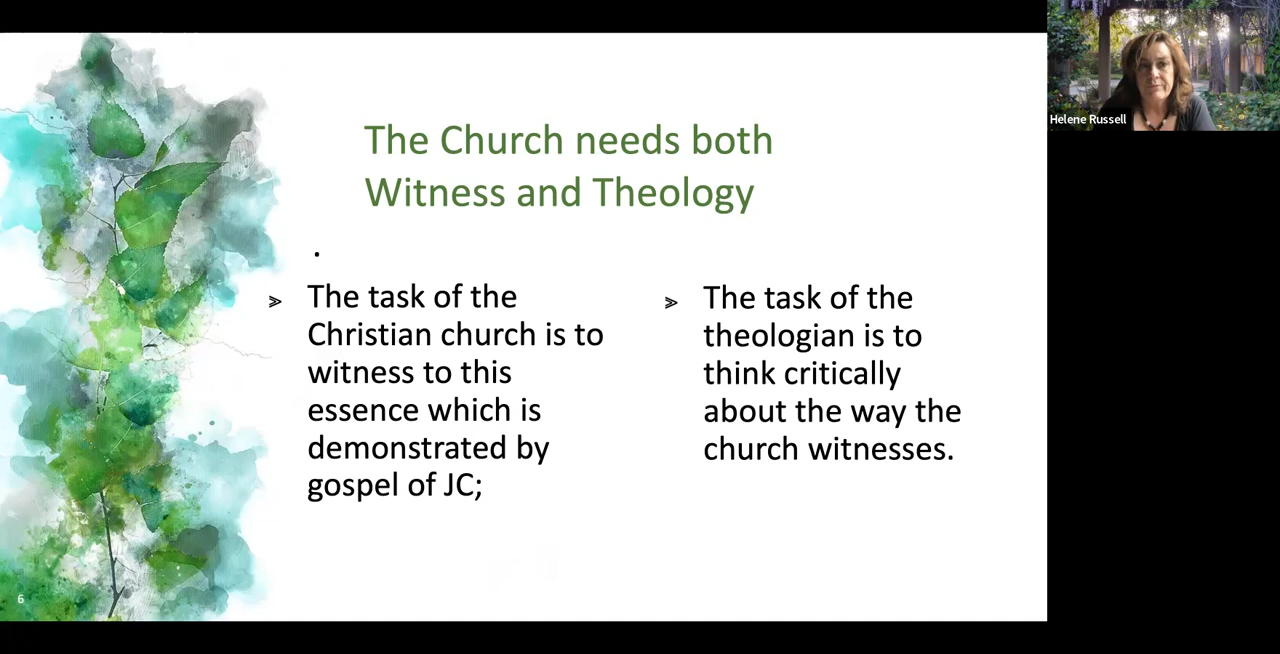 The Church needs both
Witness and Theology
.
⪢ The task of the
Christian church is to
witness to this
essence which is
demonstrated by
gospel of JC;
⪢ The task of the
theologian is to
think critically
about the way the
church witnesses.
6
Helene Russell